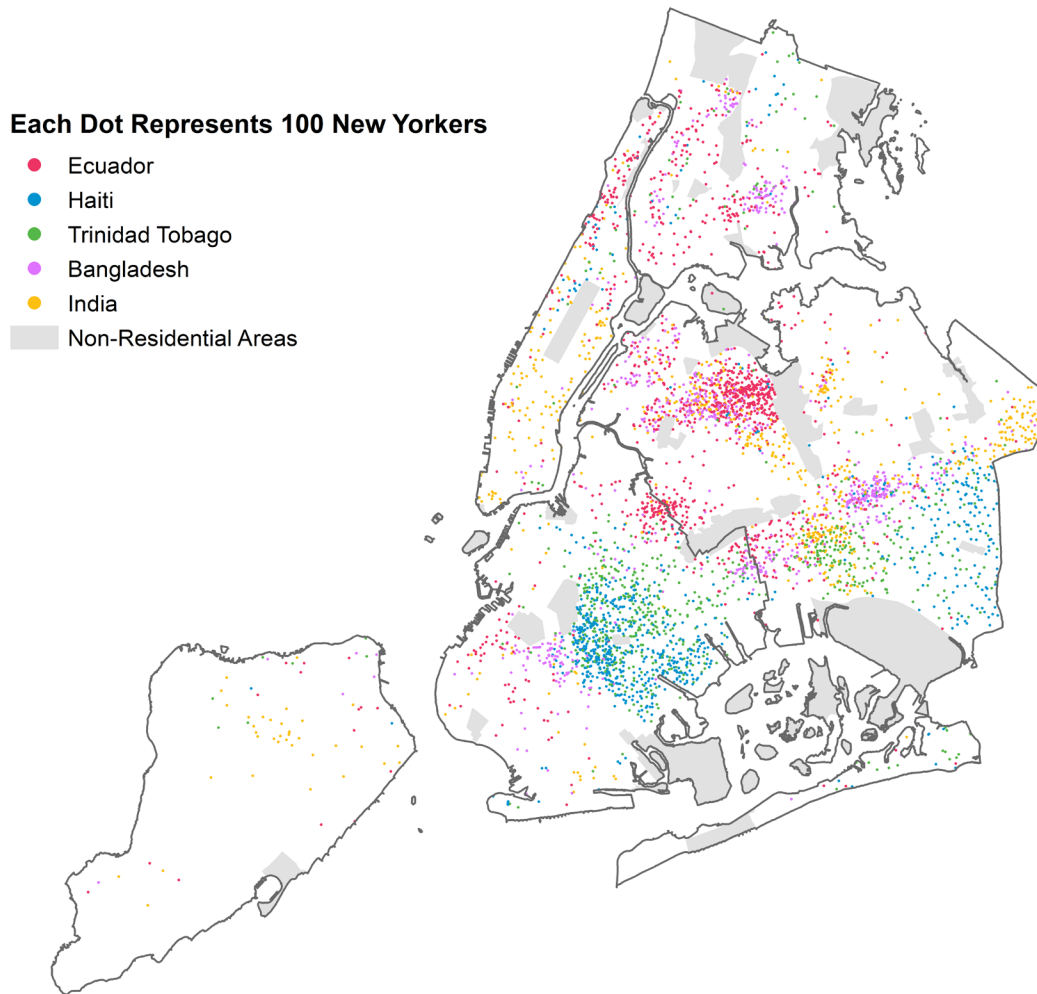 Each Dot Represents 100 New Yorkers
Ecuador
Haiti
Trinidad Tobago
Bangladesh
India
Non-Residential Areas